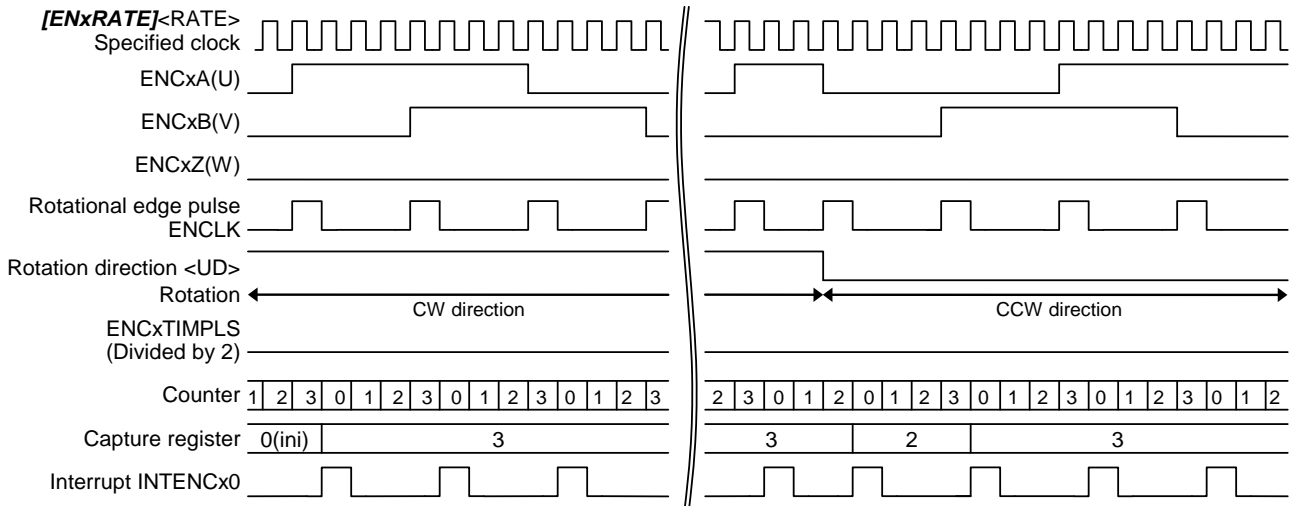 [ENxRATE]<RATE>
Specified clock
ENCxA(U)
ENCxB(V)
ENCxZ(W)
Rotational edge pulse
ENCLK
Rotation direction <UD>
Rotation
CW direction
CCW direction
ENCxTIMPLS
(Divided by 2)
Counter 1 2 3 0 1 2 3 0 1 2 3 0 1 2 3 2 3 0 1 2 0 1 2 3 0 1 2 3 0 1 2 3 0 1 2
Capture register 0(ini) 3 3 2 3
Interrupt INTENCx0